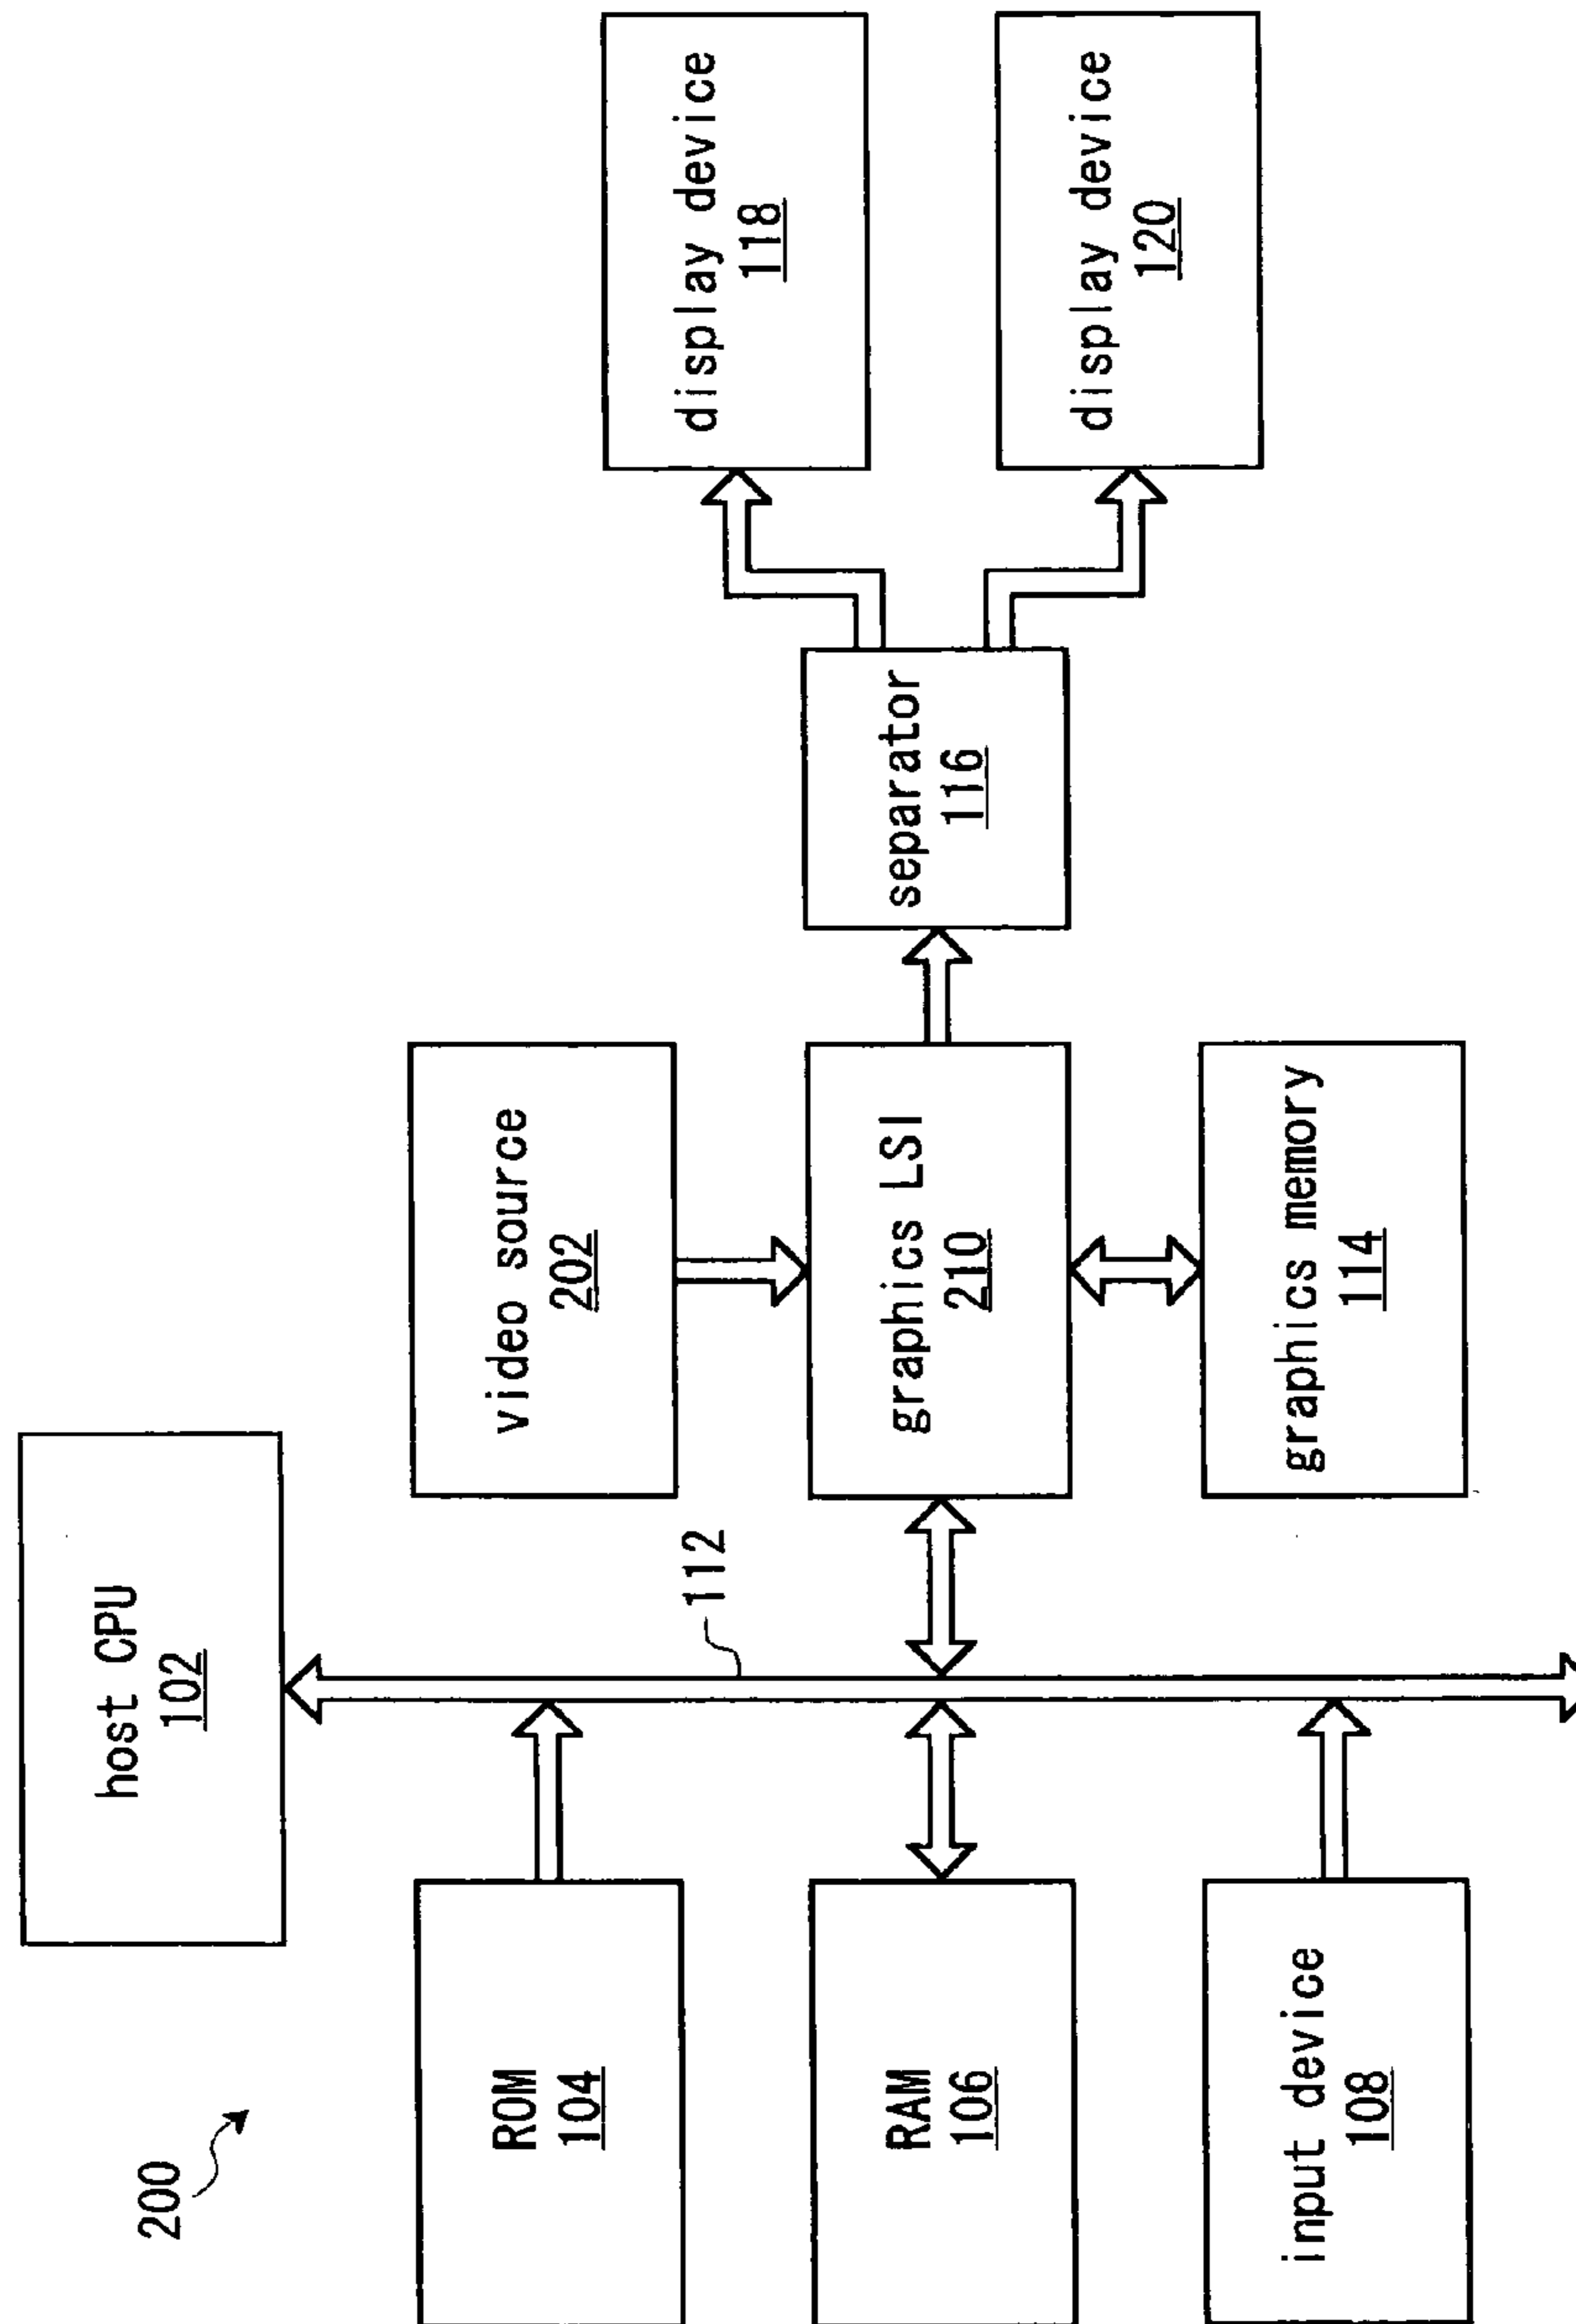 200
host CPU
102
ROM
104
video source
202
display device
118
112
RAM
106
graphics LSI
210
separator
116
input device
108
graphics memory
114
display device
120